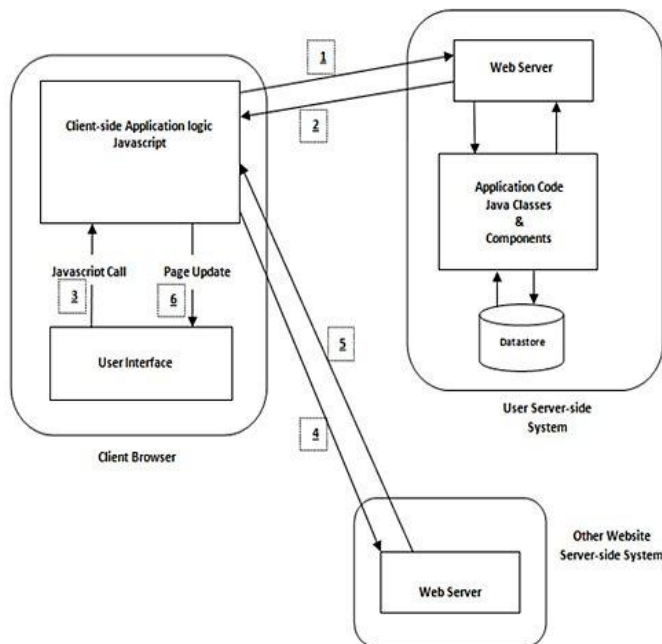 1
Web Server
2
Client-side Application logic
Javascript
Application Code
Java Classes
&
Components
Javascript Call
Page Update
3
6
Datastore
User Interface
5
User Server-side
System
4
Client Browser
Other Website
Server-side System
Web Server